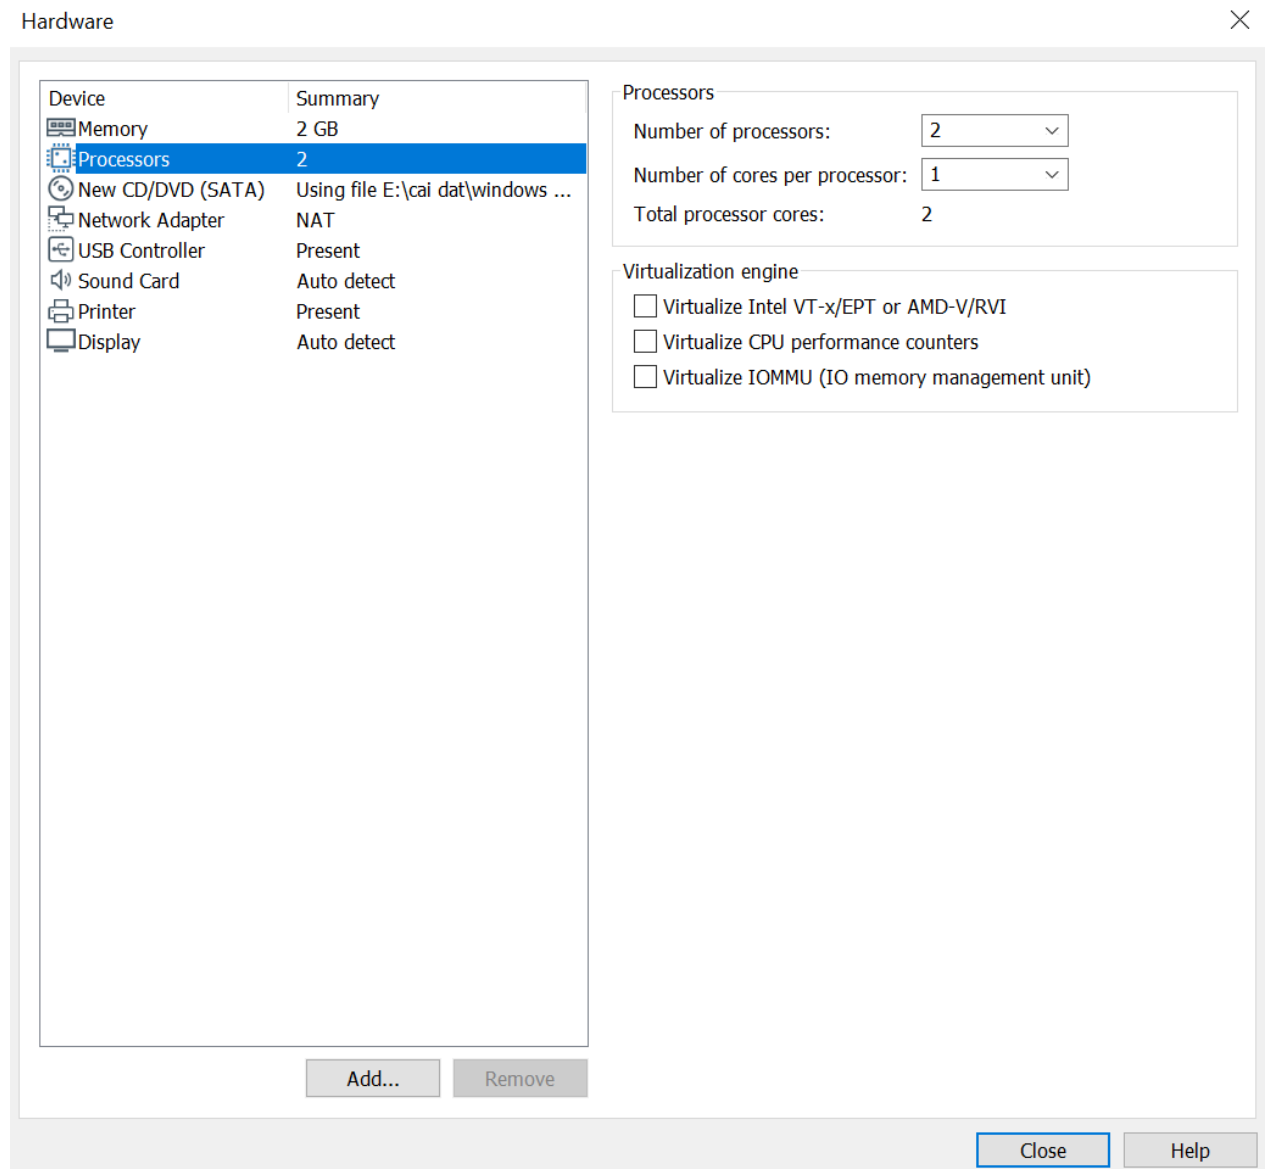 Hardware
Device Summary
Memory 2 GB
Processors 2
New CD/DVD (SATA) Using file E:\cai dat\windows ...
Network Adapter NAT
USB Controller Present
Sound Card Auto detect
Printer Present
Display Auto detect
Add... Remove
Processors
Number of processors: 2
Number of cores per processor: 1
Total processor cores: 2
Virtualization engine
Virtualize Intel VT-x/EPT or AMD-V/RVI
Virtualize CPU performance counters
Virtualize IOMMU (IO memory management unit)
Close Help